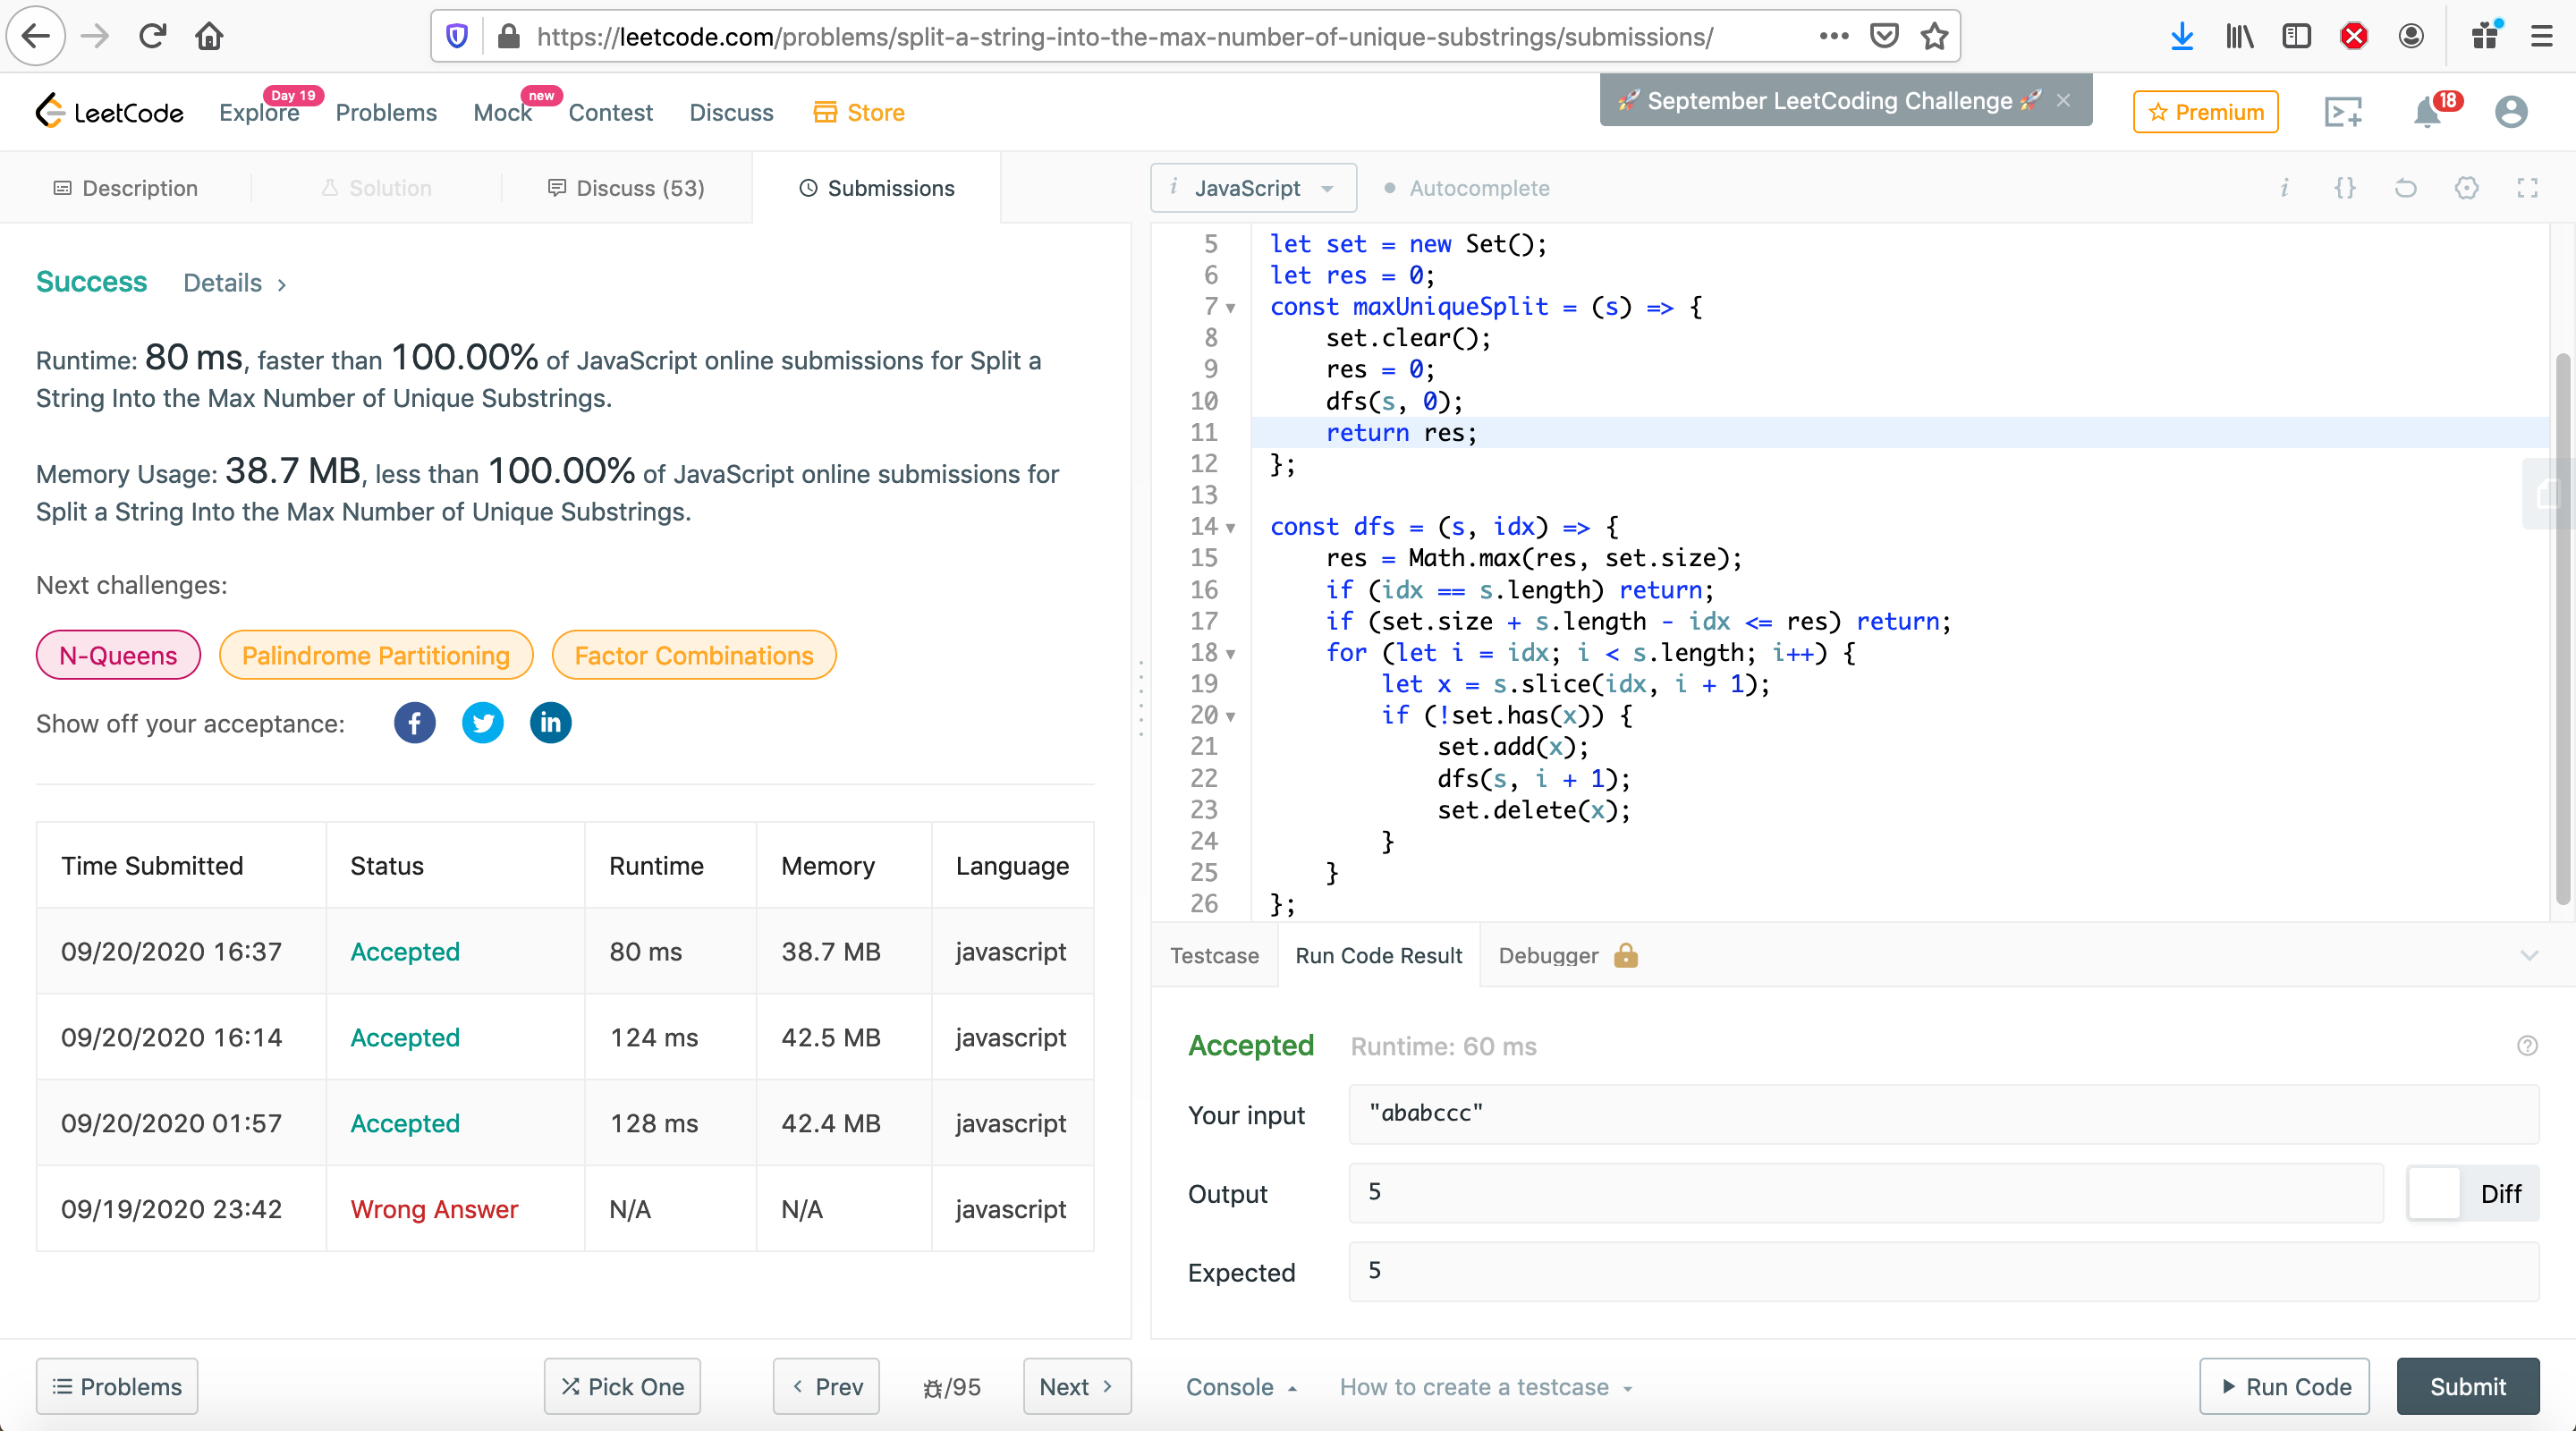 https://leetcode.com/problems/split-a-string-into-the-max-number-of-unique-substrings/submissions/
LeetCode Explore Day 19 Problems Mock new Contest Discuss Store 🚀 September LeetCoding Challenge 🚀 × Premium 18
Description Solution Discuss (53) Submissions
Success Details >
Runtime: 80 ms, faster than 100.00% of JavaScript online submissions for Split a
String Into the Max Number of Unique Substrings.
Memory Usage: 38.7 MB, less than 100.00% of JavaScript online submissions for
Split a String Into the Max Number of Unique Substrings.
Next challenges:
N-Queens Palindrome Partitioning Factor Combinations
Show off your acceptance:
Time Submitted Status Runtime Memory Language
09/20/2020 16:37 Accepted 80 ms 38.7 MB javascript
09/20/2020 16:14 Accepted 124 ms 42.5 MB javascript
09/20/2020 01:57 Accepted 128 ms 42.4 MB javascript
09/19/2020 23:42 Wrong Answer N/A N/A javascript
Problems Pick One < Prev /95 Next >
i JavaScript Autocomplete i {}
5 let set = new Set();
6 let res = 0;
7 const maxUniqueSplit = (s) => {
8 set.clear();
9 res = 0;
10 dfs(s, 0);
11 return res;
12 };
13
14 const dfs = (s, idx) => {
15 res = Math.max(res, set.size);
16 if (idx == s.length) return;
17 if (set.size + s.length - idx <= res) return;
18 for (let i = idx; i < s.length; i++) {
19 let x = s.slice(idx, i + 1);
20 if (!set.has(x)) {
21 set.add(x);
22 dfs(s, i + 1);
23 set.delete(x);
24 }
25 }
26 };
Testcase Run Code Result Debugger
Accepted Runtime: 60 ms ?
Your input "ababccc"
Output 5 Diff
Expected 5
Console How to create a testcase Run Code Submit